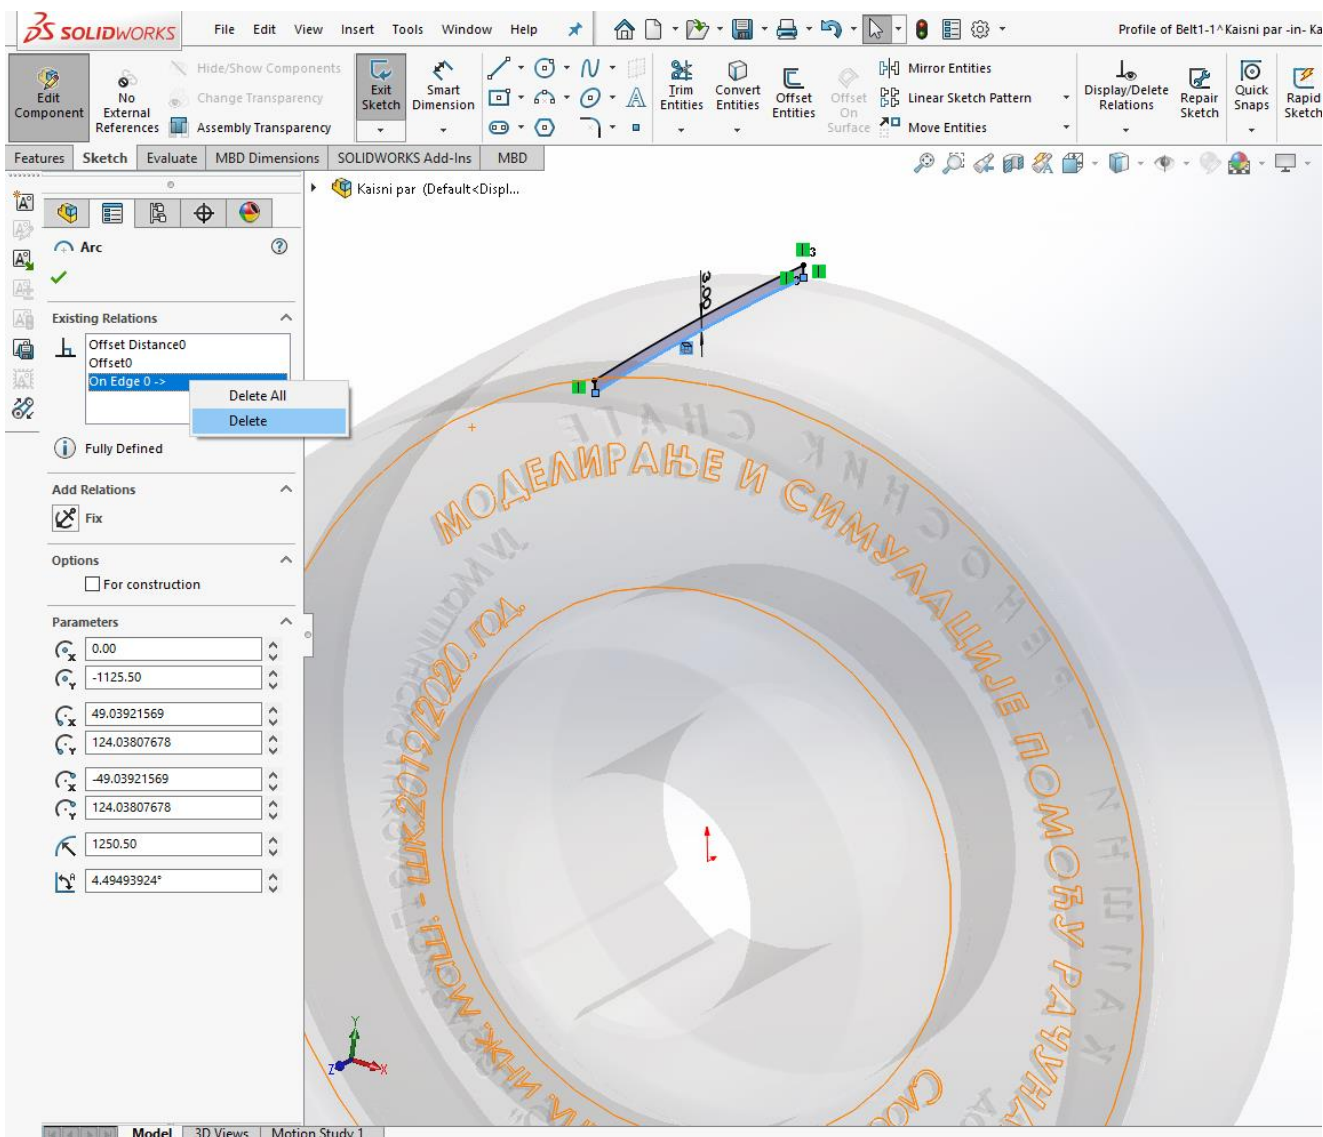 SOLIDWORKS File Edit View Insert Tools Window Help Profile of Belt1-1^Kaisni par -in- Ka
Edit Component
No External References
Hide/Show Components
Change Transparency
Assembly Transparency
Exit Sketch
Smart Dimension
Trim Entities
Convert Entities
Offset Entities
Offset On Surface
Mirror Entities
Linear Sketch Pattern
Move Entities
Display/Delete Relations
Repair Sketch
Quick Snaps
Rapid Sketch
Features Sketch Evaluate MBD Dimensions SOLIDWORKS Add-Ins MBD
Kaisni par (Default<Displ...
Arc
Existing Relations
Offset Distance0
Offset0
On Edge 0 ->
Delete All
Delete
Fully Defined
Add Relations
Fix
Options
For construction
Parameters
0.00
-1125.50
49.03921569
124.03807678
-49.03921569
124.03807678
1250.50
4.49493924°
3.08
МОДЕЛИРАЊЕ И СИМУЛАЦИЈЕ ПОМОЋУ РАЧУНА
ШК.2019/2020. ГОД.
Y
Z X
Model 3D Views Motion Study 1